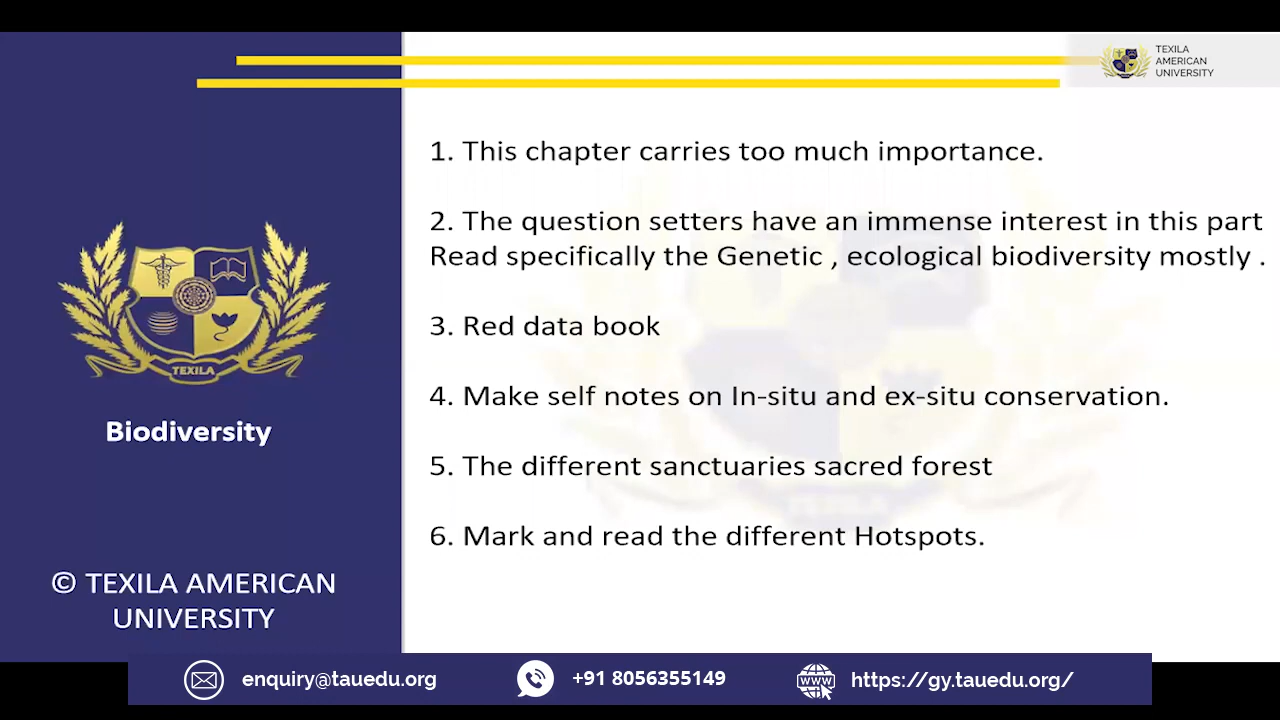 TEXILA
AMERICAN
UNIVERSITY
1. This chapter carries too much importance.
2. The question setters have an immense interest in this part
Read specifically the Genetic , ecological biodiversity mostly .
3. Red data book
4. Make self notes on In-situ and ex-situ conservation.
5. The different sanctuaries sacred forest
6. Mark and read the different Hotspots.
TEXILA
Biodiversity
© TEXILA AMERICAN
UNIVERSITY
TEXILA
enquiry@tauedu.org
+91 8056355149
WWW
https://gy.tauedu.org/